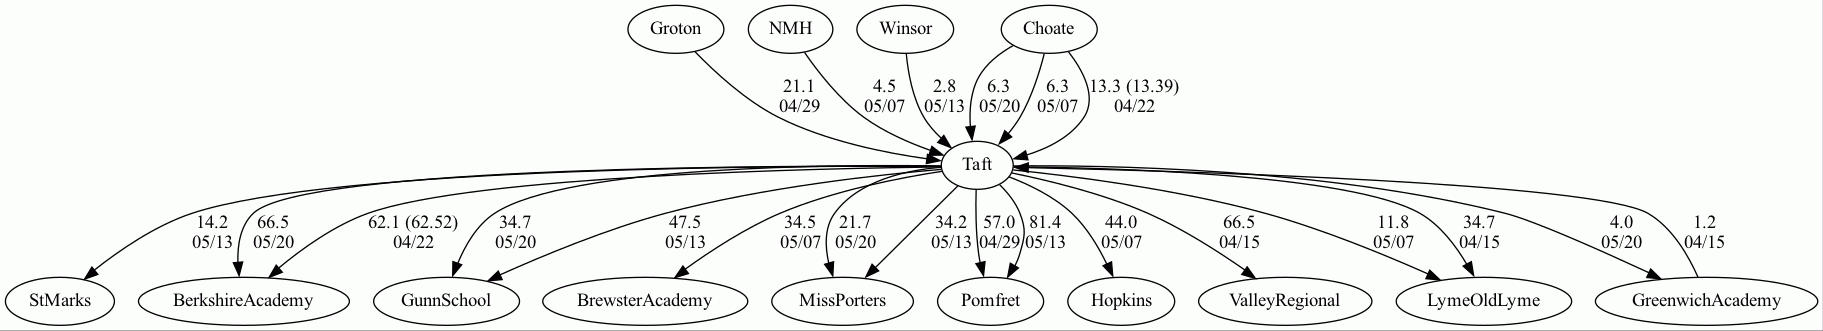 Groton NMH Winsor Choate
21.1 4.5 2.8 6.3 6.3 13.3 (13.39)
04/29 05/07 05/13 05/20 05/07 04/22
Taft
14.2 66.5 62.1 (62.52) 34.7 47.5 34.5 21.7 34.2 57.0 81.4 44.0 66.5 11.8 34.7 4.0 1.2
05/13 05/20 04/22 05/20 05/13 05/07 05/20 05/13 04/29 05/13 05/07 04/15 05/07 04/15 05/20 04/15
StMarks BerkshireAcademy GunnSchool BrewsterAcademy MissPorters Pomfret Hopkins ValleyRegional LymeOldLyme GreenwichAcademy